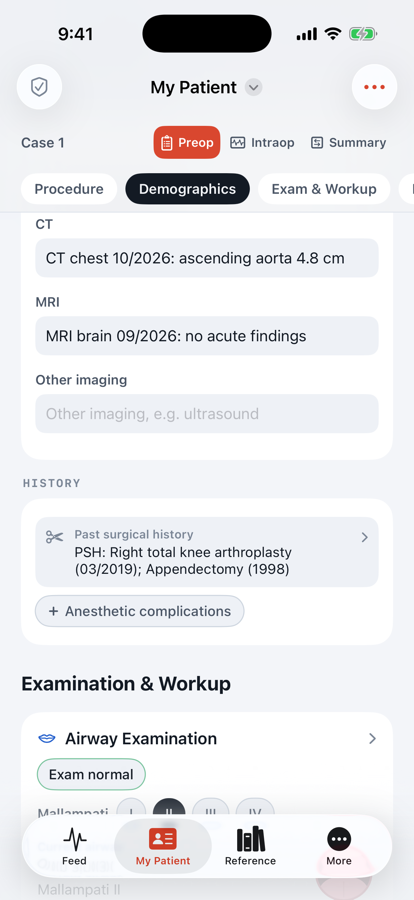 9:41
My Patient
Case 1
Preop
Intraop
Summary
Procedure
Demographics
Exam & Workup
CT
CT chest 10/2026: ascending aorta 4.8 cm
MRI
MRI brain 09/2026: no acute findings
Other imaging
Other imaging, e.g. ultrasound
HISTORY
Past surgical history
PSH: Right total knee arthroplasty
(03/2019); Appendectomy (1998)
+ Anesthetic complications
Examination & Workup
Airway Examination
Exam normal
Mallampati I II III IV
Feed
My Patient
Reference
More
Mallampati II